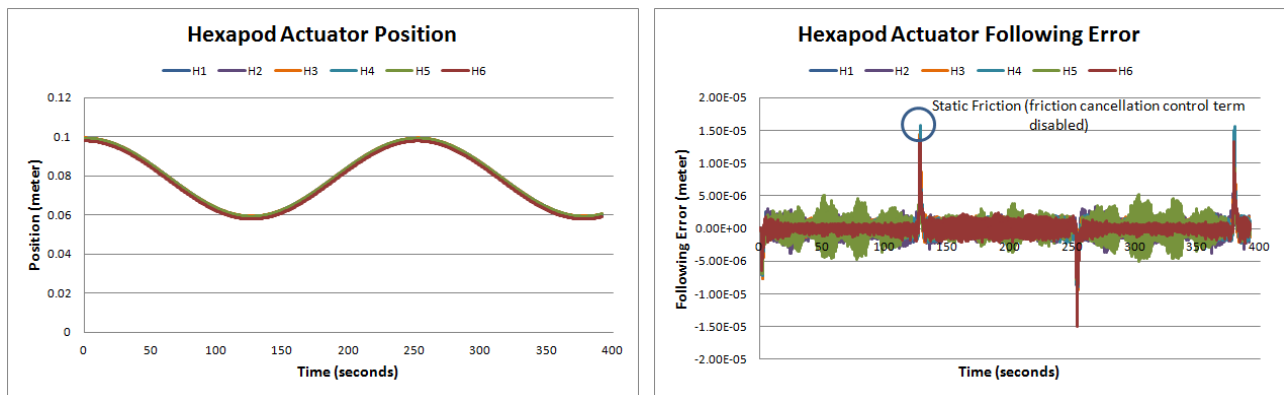 Hexapod Actuator Position
H1 H2 H3 H4 H5 H6
0.12
0.1
0.08
0.06
0.04
0.02
0
0 50 100 150 200 250 300 350 400
Position (meter)
Time (seconds)
Hexapod Actuator Following Error
H1 H2 H3 H4 H5 H6
Static Friction (friction cancellation control term
disabled)
2.00E-05
1.50E-05
1.00E-05
5.00E-06
0.00E+00
-5.00E-06
-1.00E-05
-1.50E-05
-2.00E-05
0 50 100 150 200 250 300 350 400
Following Error (meter)
Time (seconds)